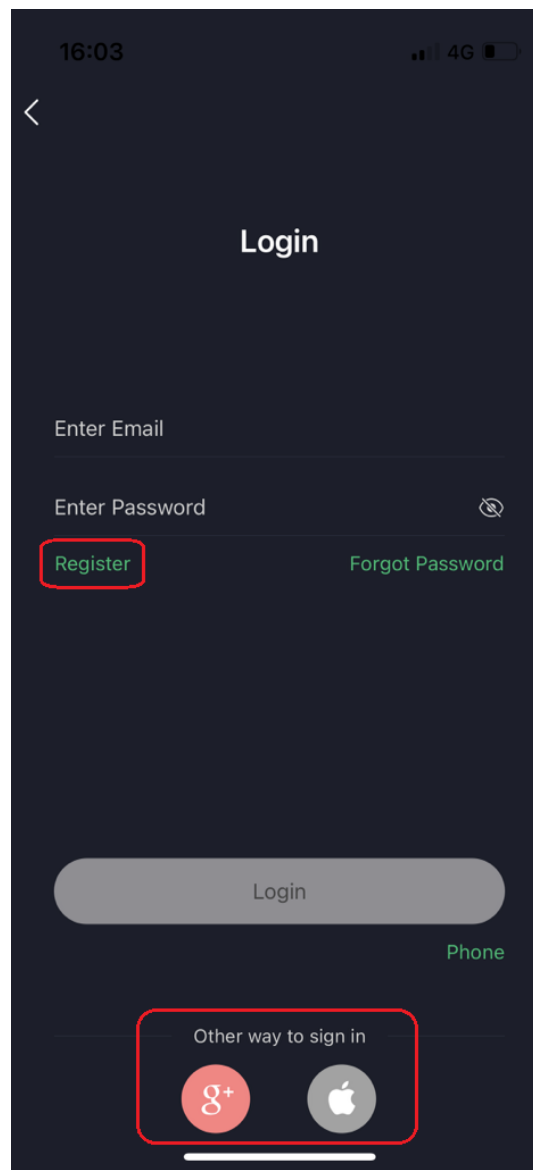 16:03 4G
Login
Enter Email
Enter Password
Register Forgot Password
Login
Phone
Other way to sign in
g+